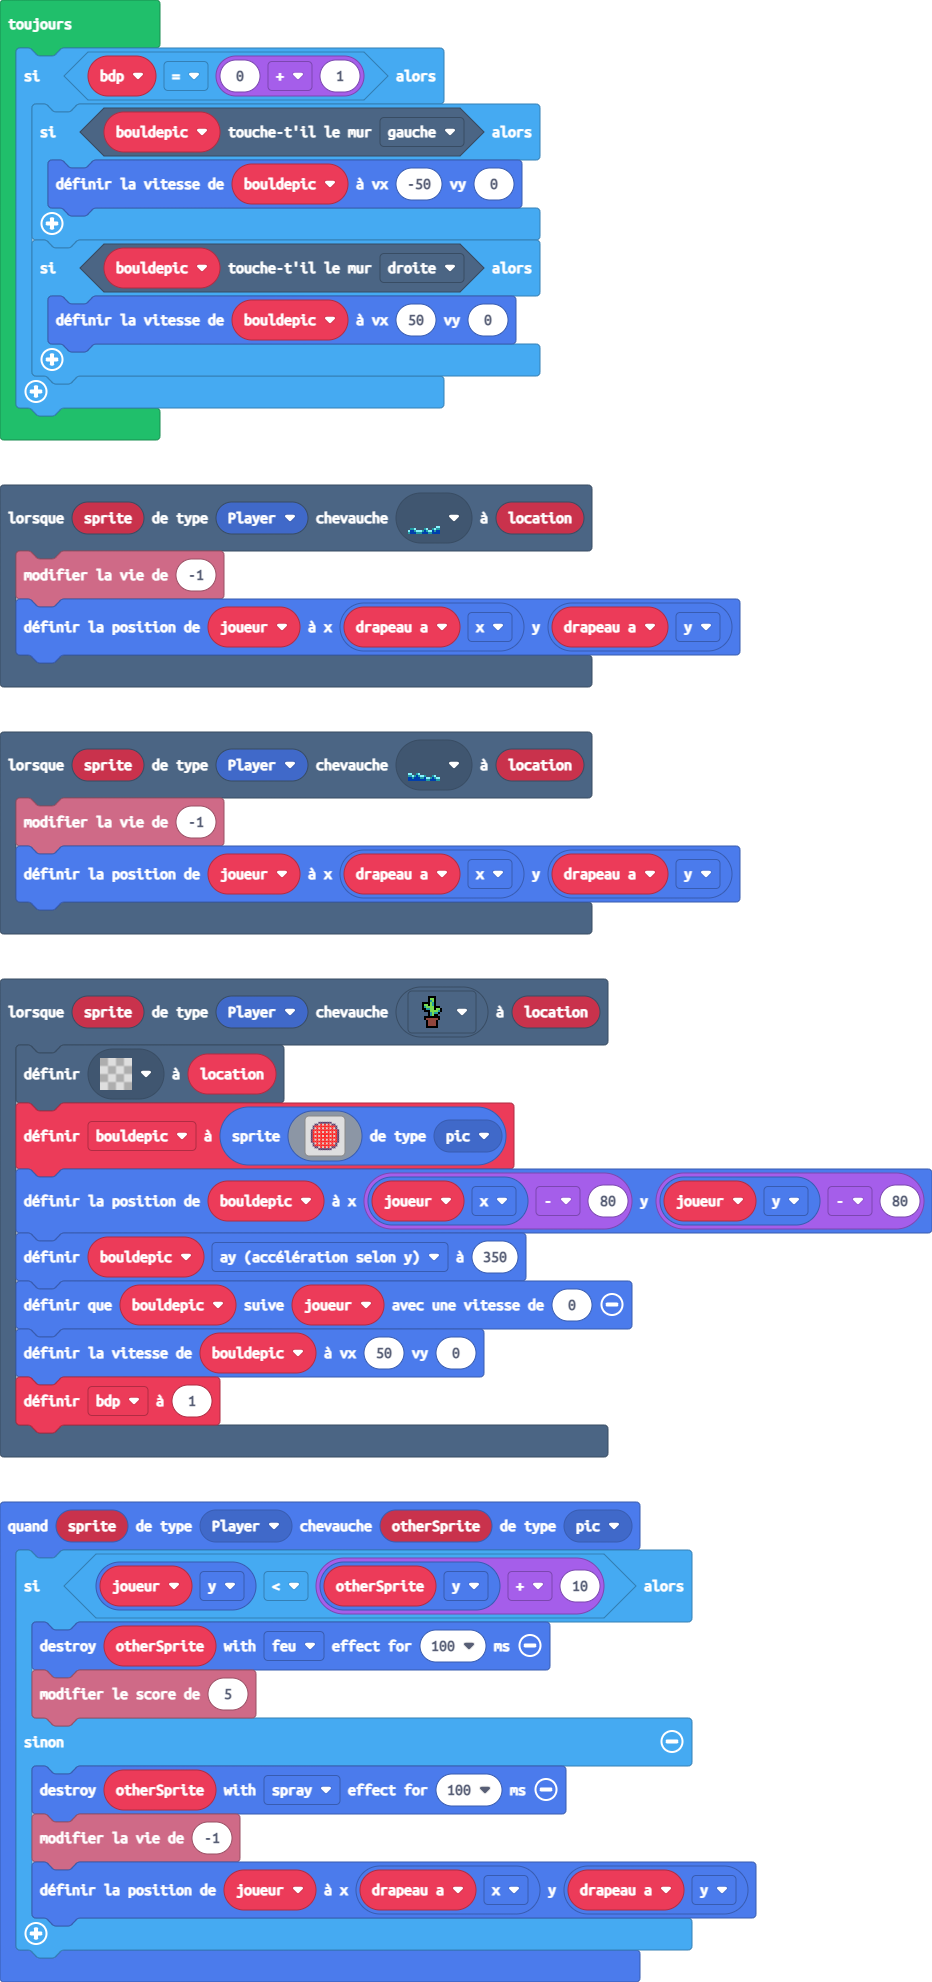 toujours
si bdp = 0 + 1 alors
si bouldepic touche-t'il le mur gauche alors
définir la vitesse de bouldepic à vx -50 vy 0
si bouldepic touche-t'il le mur droite alors
définir la vitesse de bouldepic à vx 50 vy 0
lorsque sprite de type Player chevauche à location
modifier la vie de -1
définir la position de joueur à x drapeau a x y drapeau a y
lorsque sprite de type Player chevauche à location
modifier la vie de -1
définir la position de joueur à x drapeau a x y drapeau a y
lorsque sprite de type Player chevauche à location
définir à location
définir bouldepic à sprite de type pic
définir la position de bouldepic à x joueur x - 80 y joueur y - 80
définir bouldepic ay (accélération selon y) à 350
définir que bouldepic suive joueur avec une vitesse de 0
définir la vitesse de bouldepic à vx 50 vy 0
définir bdp à 1
quand sprite de type Player chevauche otherSprite de type pic
si joueur y < otherSprite y + 10 alors
destroy otherSprite with feu effect for 100 ms
modifier le score de 5
sinon
destroy otherSprite with spray effect for 100 ms
modifier la vie de -1
définir la position de joueur à x drapeau a x y drapeau a y